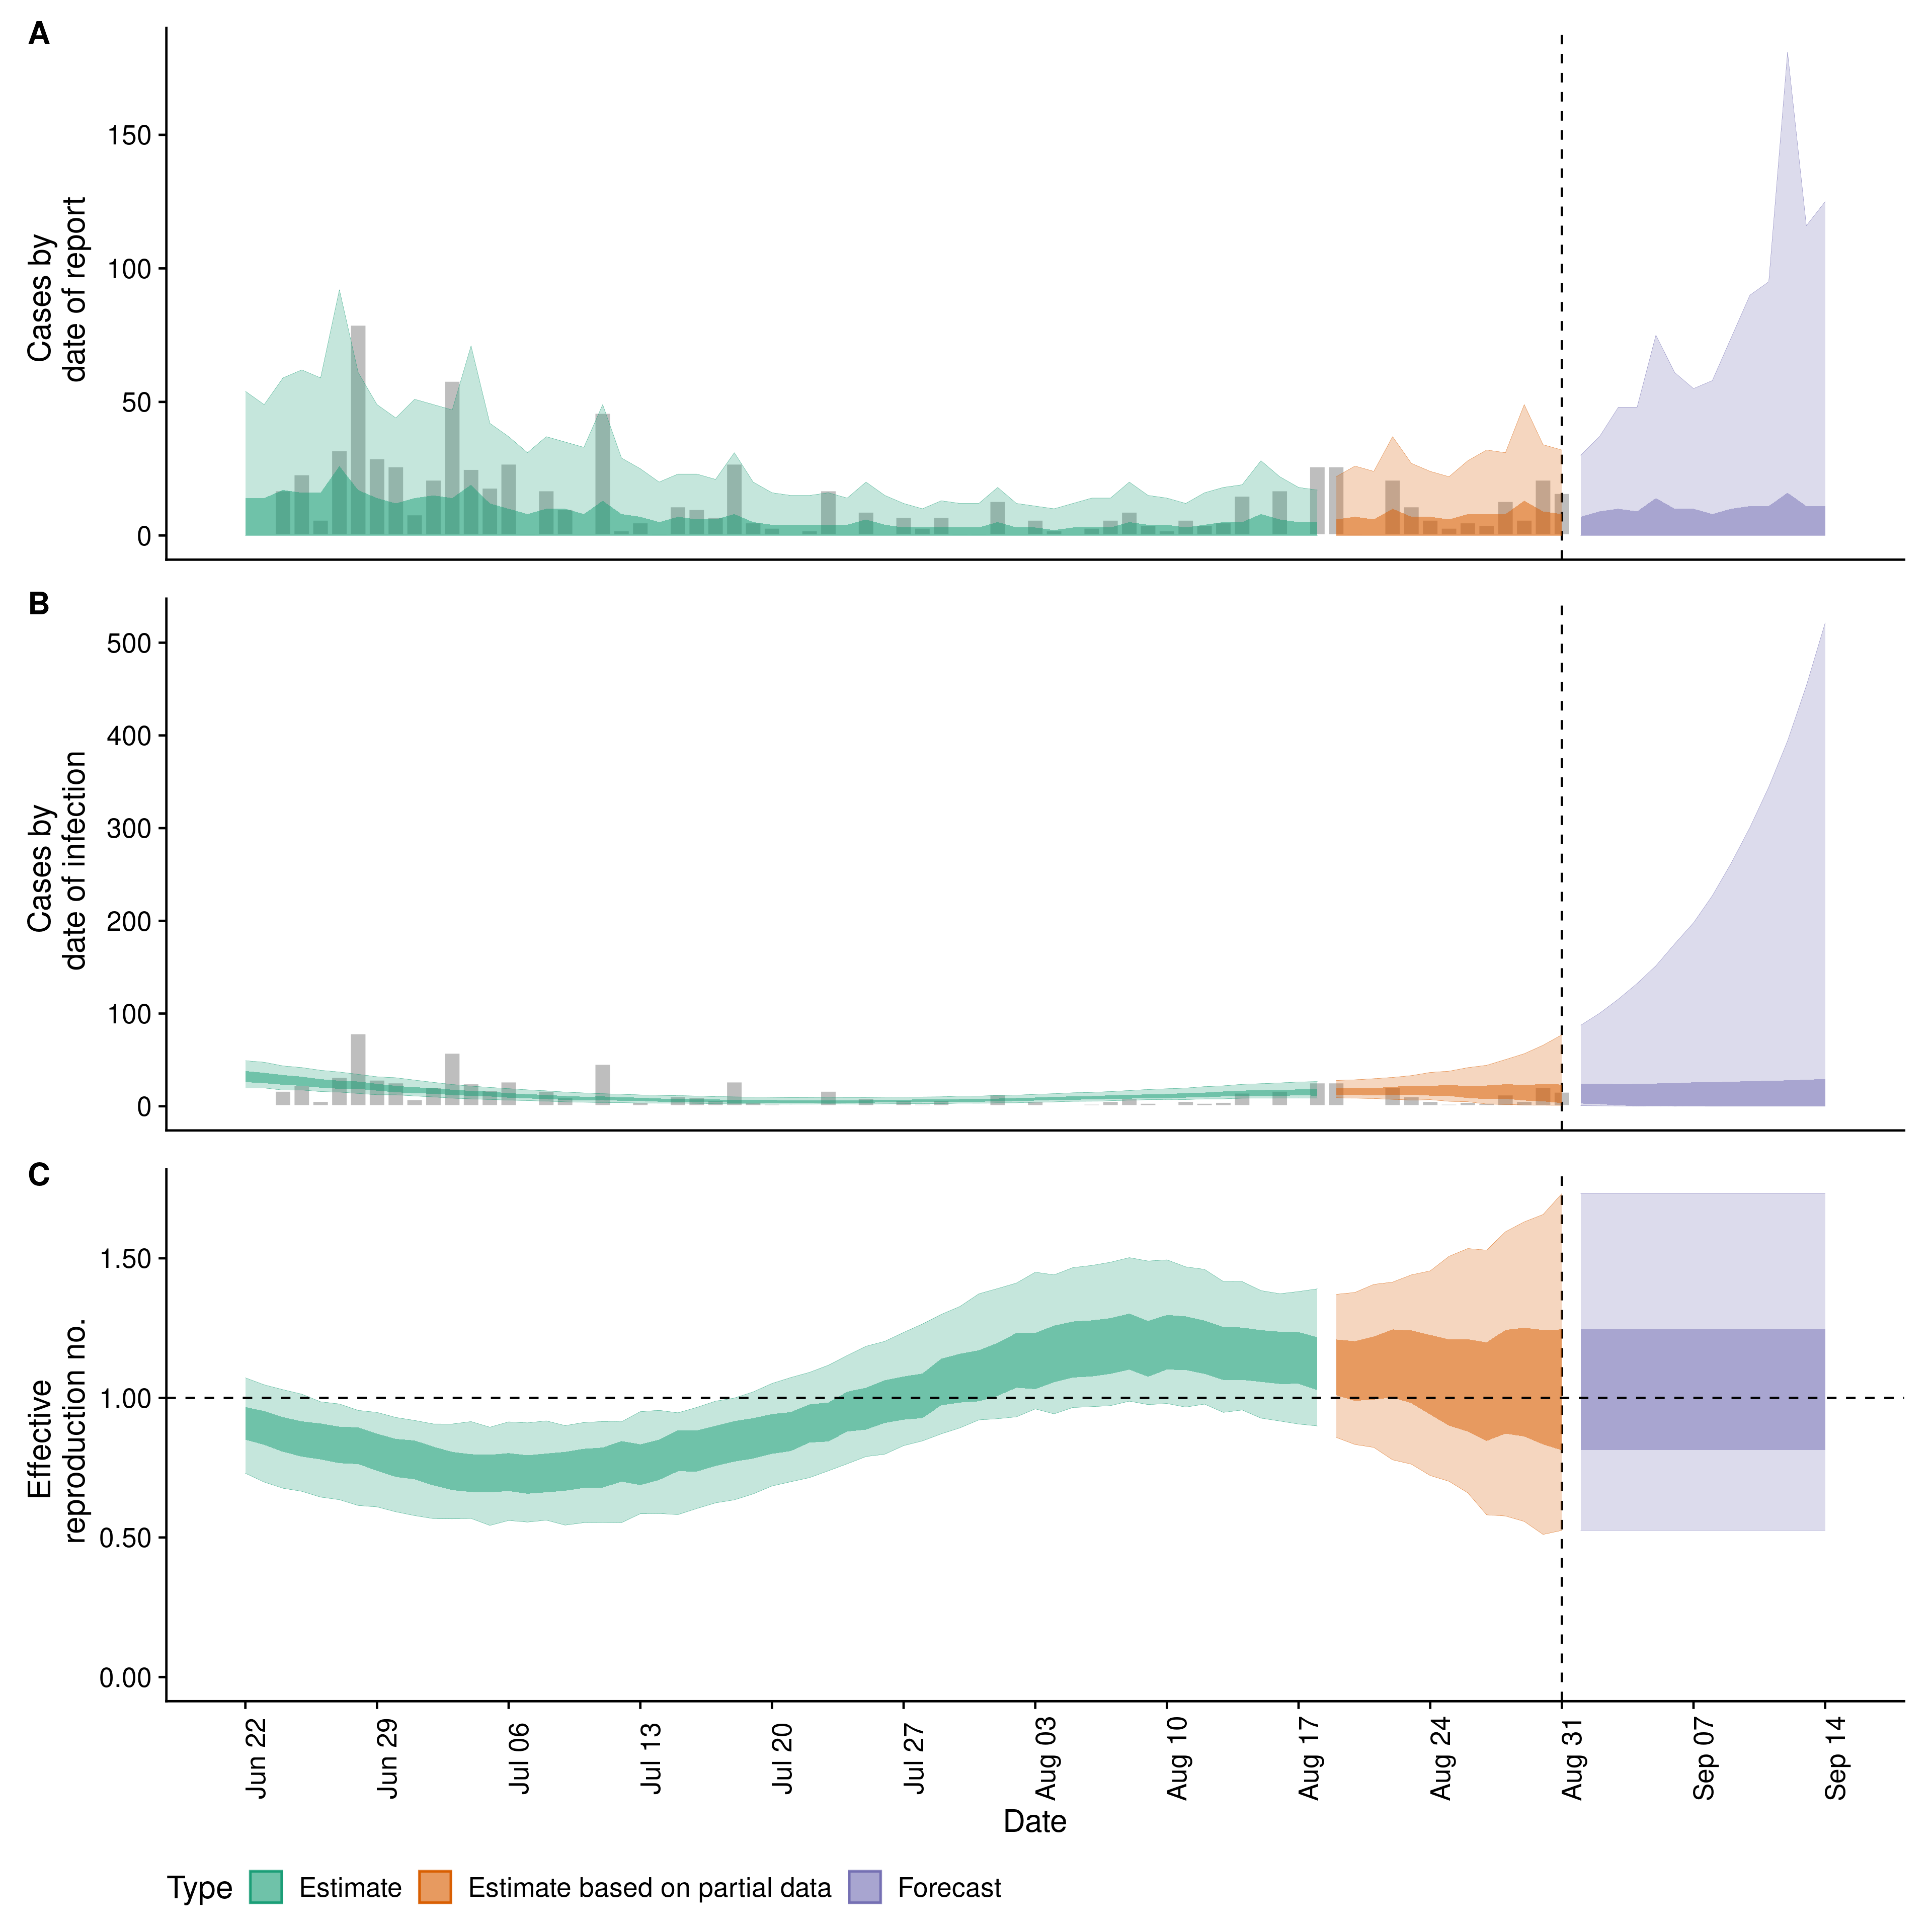 A
Cases by
date of report
150
100
50
0
B
Cases by
date of infection
500
400
300
200
100
0
C
Effective
reproduction no.
1.50
1.00
0.50
0.00
Jun 22
Jun 29
Jul 06
Jul 13
Jul 20
Jul 27
Aug 03
Aug 10
Aug 17
Aug 24
Aug 31
Sep 07
Sep 14
Date
Type
Estimate
Estimate based on partial data
Forecast